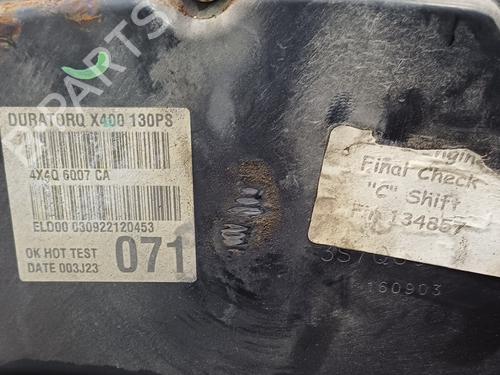 B-PARTS
DURATORQ X400 130PS
4X4Q 6007 CA
EL000 030922120453
OK HOT TEST
DATE 003J23
071
Final Check
"C" Shift
134857
160903